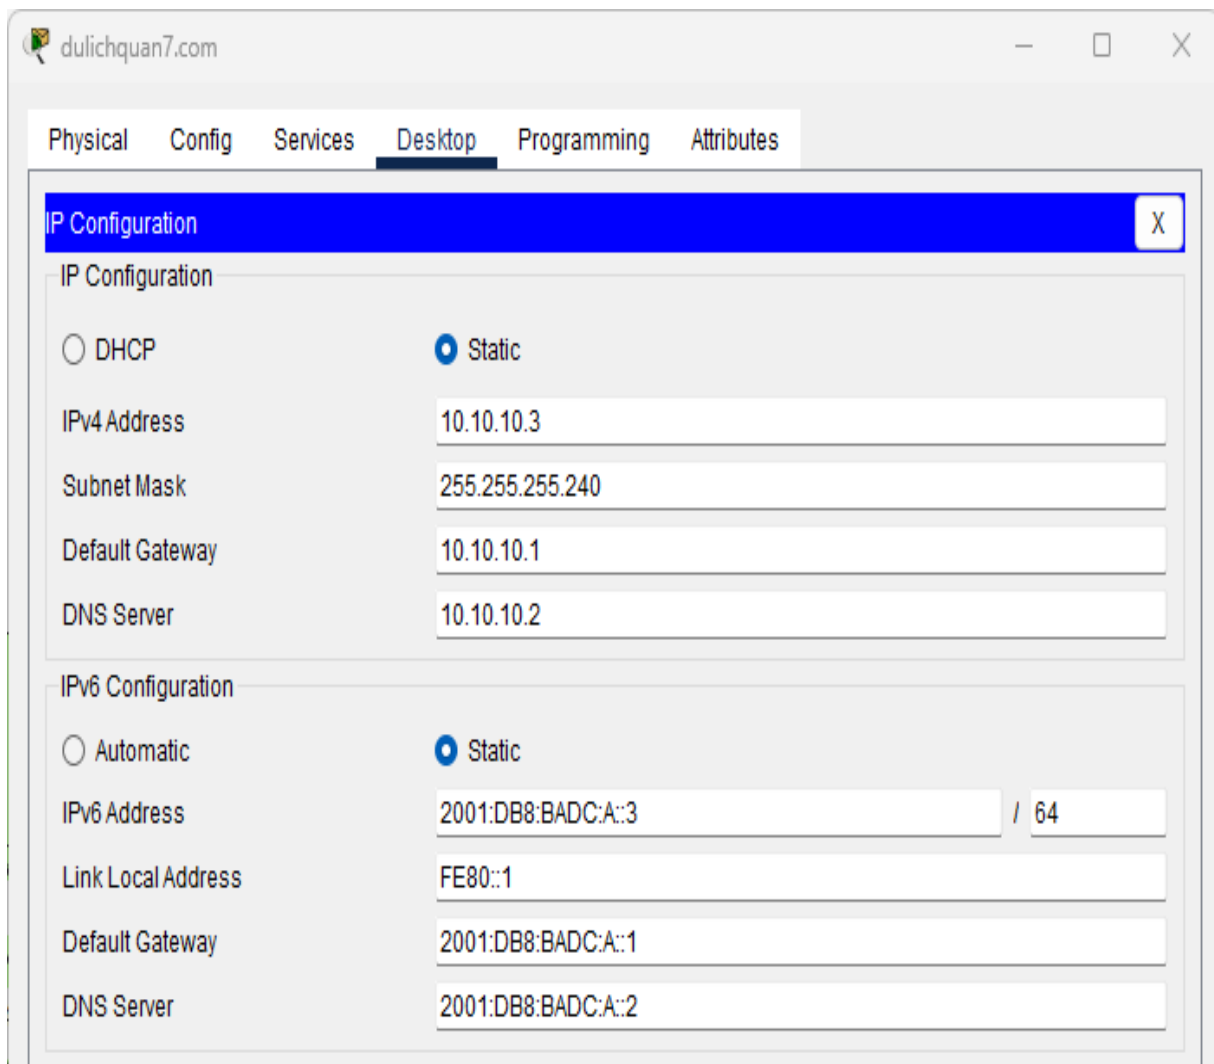 dulichquan7.com
Physical Config Services Desktop Programming Attributes
IP Configuration X
IP Configuration
DHCP Static
IPv4 Address 10.10.10.3
Subnet Mask 255.255.255.240
Default Gateway 10.10.10.1
DNS Server 10.10.10.2
IPv6 Configuration
Automatic Static
IPv6 Address 2001:DB8:BADC:A::3 / 64
Link Local Address FE80::1
Default Gateway 2001:DB8:BADC:A::1
DNS Server 2001:DB8:BADC:A::2